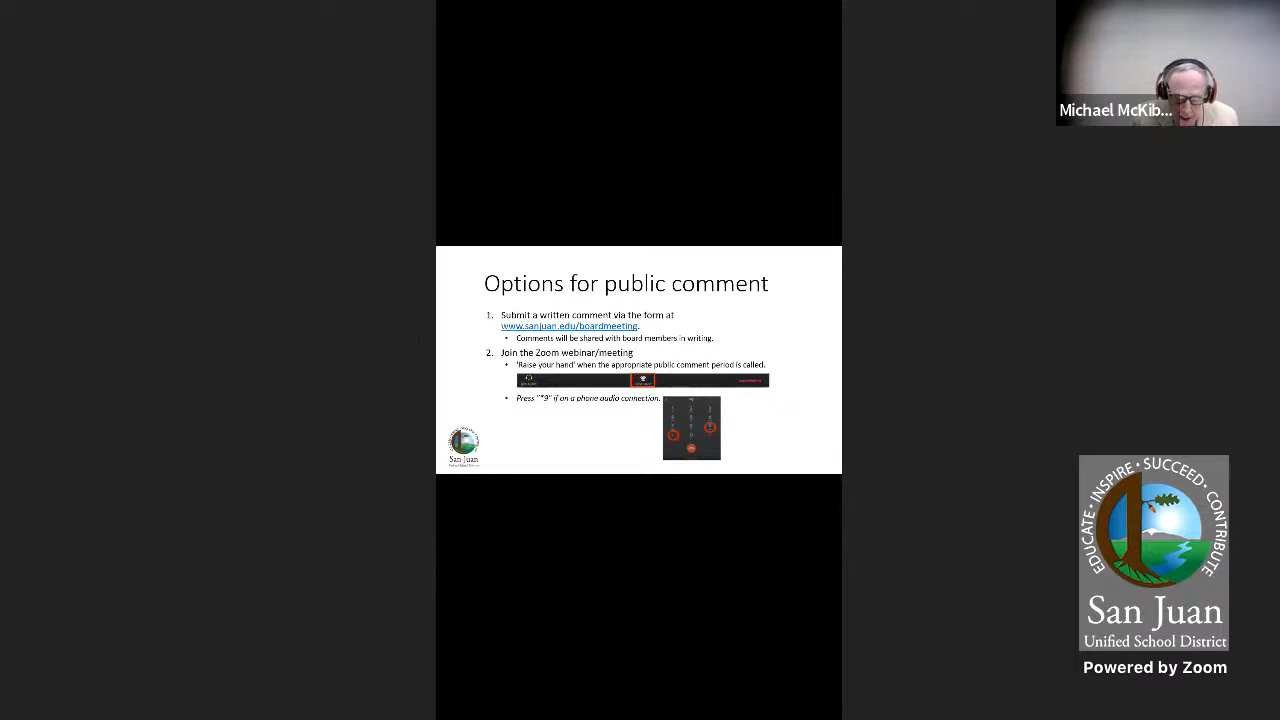 Michael McKib...
Options for public comment
1. Submit a written comment via the form at
www.sanjuan.edu/boardmeeting.
• Comments will be shared with board members in writing.
2. Join the Zoom webinar/meeting
• 'Raise your hand' when the appropriate public comment period is called.
• Press "*9" if on a phone audio connection.
San Juan
EDUCATE • INSPIRE • SUCCEED • CONTRIBUTE
San Juan
Unified School District
Powered by Zoom